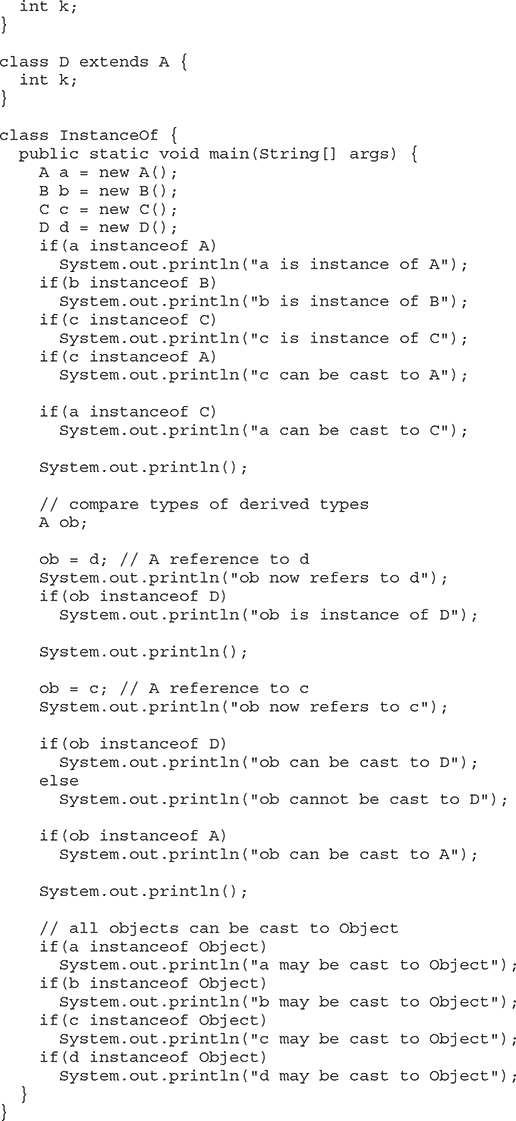 int k;
}

class D extends A {
  int k;
}

class InstanceOf {
  public static void main(String[] args) {
    A a = new A();
    B b = new B();
    C c = new C();
    D d = new D();
    if(a instanceof A)
      System.out.println("a is instance of A");
    if(b instanceof B)
      System.out.println("b is instance of B");
    if(c instanceof C)
      System.out.println("c is instance of C");
    if(c instanceof A)
      System.out.println("c can be cast to A");

    if(a instanceof C)
      System.out.println("a can be cast to C");

    System.out.println();

    // compare types of derived types
    A ob;

    ob = d; // A reference to d
    System.out.println("ob now refers to d");
    if(ob instanceof D)
      System.out.println("ob is instance of D");

    System.out.println();

    ob = c; // A reference to c
    System.out.println("ob now refers to c");

    if(ob instanceof D)
      System.out.println("ob can be cast to D");
    else
      System.out.println("ob cannot be cast to D");

    if(ob instanceof A)
      System.out.println("ob can be cast to A");

    System.out.println();

    // all objects can be cast to Object
    if(a instanceof Object)
      System.out.println("a may be cast to Object");
    if(b instanceof Object)
      System.out.println("b may be cast to Object");
    if(c instanceof Object)
      System.out.println("c may be cast to Object");
    if(d instanceof Object)
      System.out.println("d may be cast to Object");
  }
}